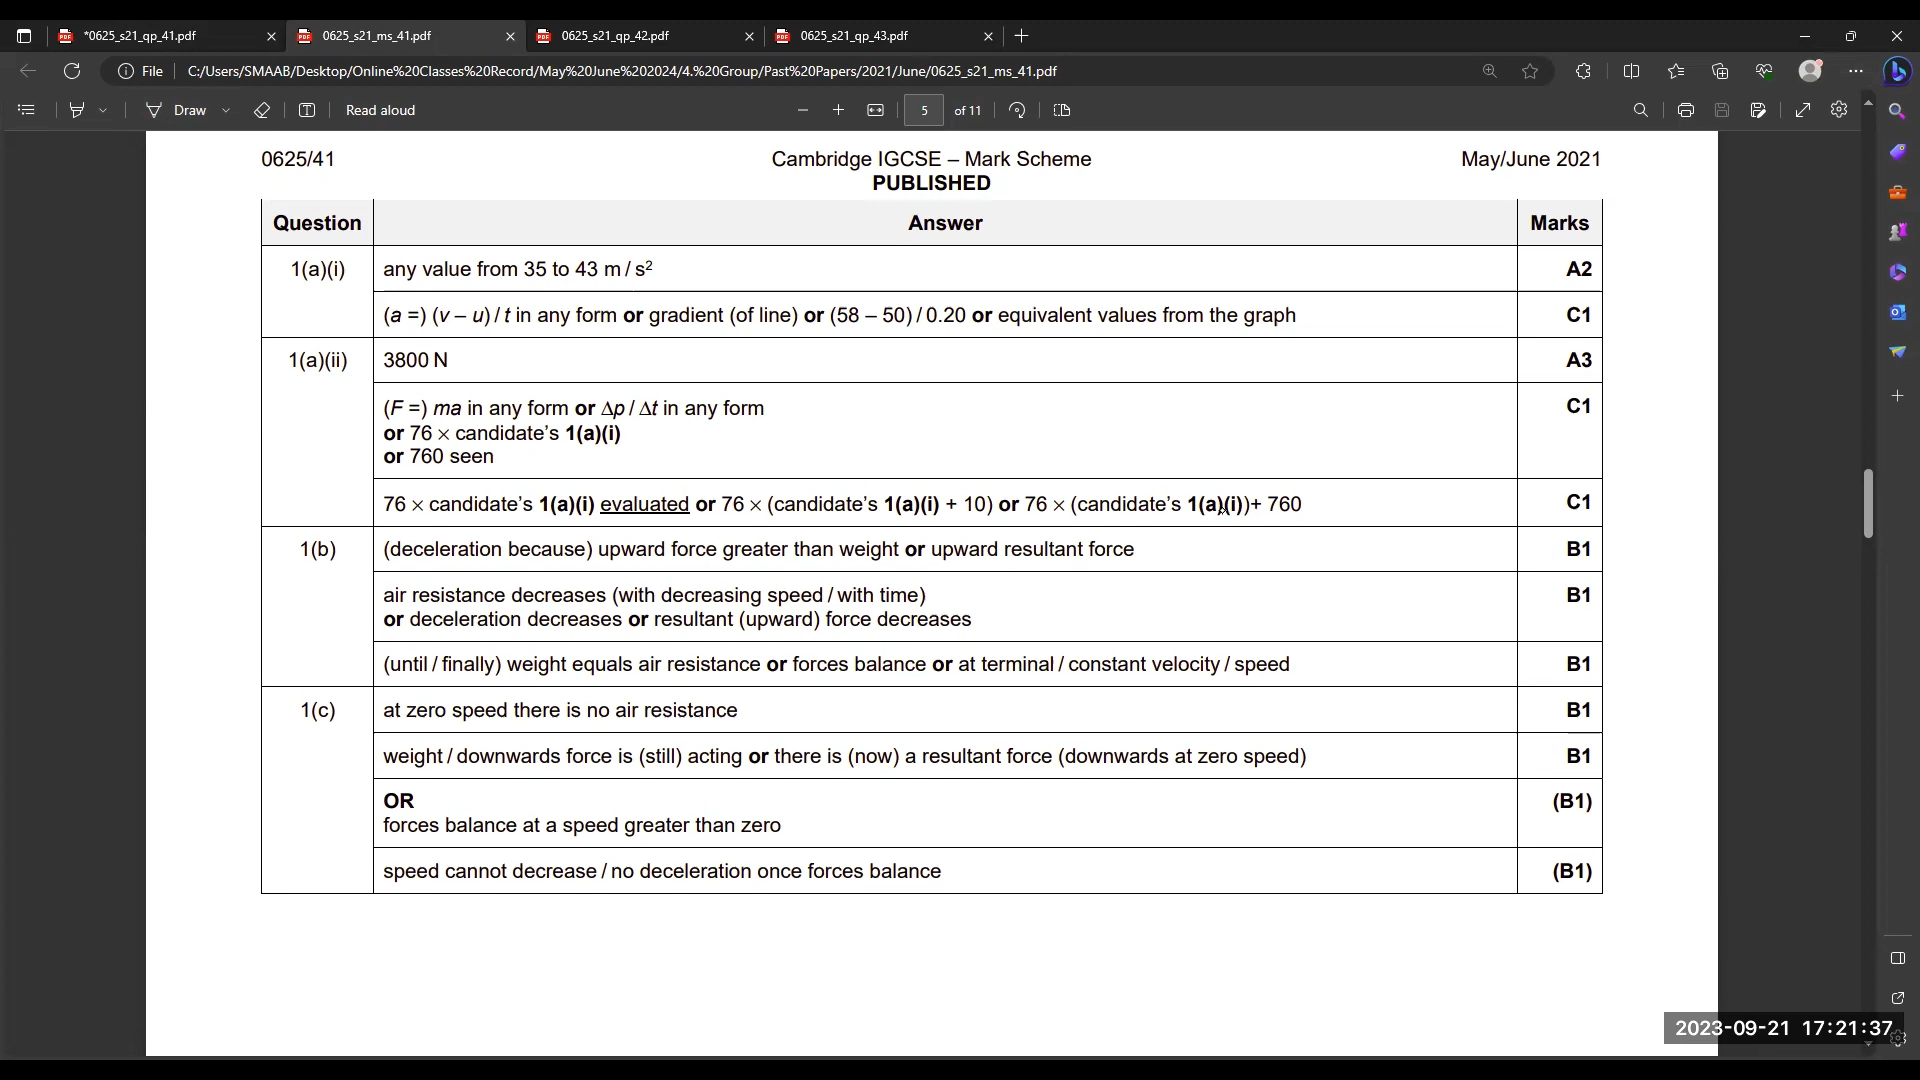 *0625_s21_qp_41.pdf
0625_s21_ms_41.pdf
0625_s21_qp_42.pdf
0625_s21_qp_43.pdf
File
C:/Users/SMAAB/Desktop/Online%20Classes%20Record/May%20June%202024/4.%20Group/Past%20Papers/2021/June/0625_s21_ms_41.pdf
Draw
Read aloud
5 of 11
0625/41 Cambridge IGCSE – Mark Scheme May/June 2021
PUBLISHED
Question Answer Marks
1(a)(i) any value from 35 to 43 m / s² A2
(a =) (v – u) / t in any form or gradient (of line) or (58 – 50) / 0.20 or equivalent values from the graph C1
1(a)(ii) 3800 N A3
(F =) ma in any form or Δp / Δt in any form C1
or 76 × candidate’s 1(a)(i)
or 760 seen
76 × candidate’s 1(a)(i) evaluated or 76 × (candidate’s 1(a)(i) + 10) or 76 × (candidate’s 1(a)(i))+ 760 C1
1(b) (deceleration because) upward force greater than weight or upward resultant force B1
air resistance decreases (with decreasing speed / with time) B1
or deceleration decreases or resultant (upward) force decreases
(until / finally) weight equals air resistance or forces balance or at terminal / constant velocity / speed B1
1(c) at zero speed there is no air resistance B1
weight / downwards force is (still) acting or there is (now) a resultant force (downwards at zero speed) B1
OR (B1)
forces balance at a speed greater than zero
speed cannot decrease / no deceleration once forces balance (B1)
2023-09-21 17:21:37